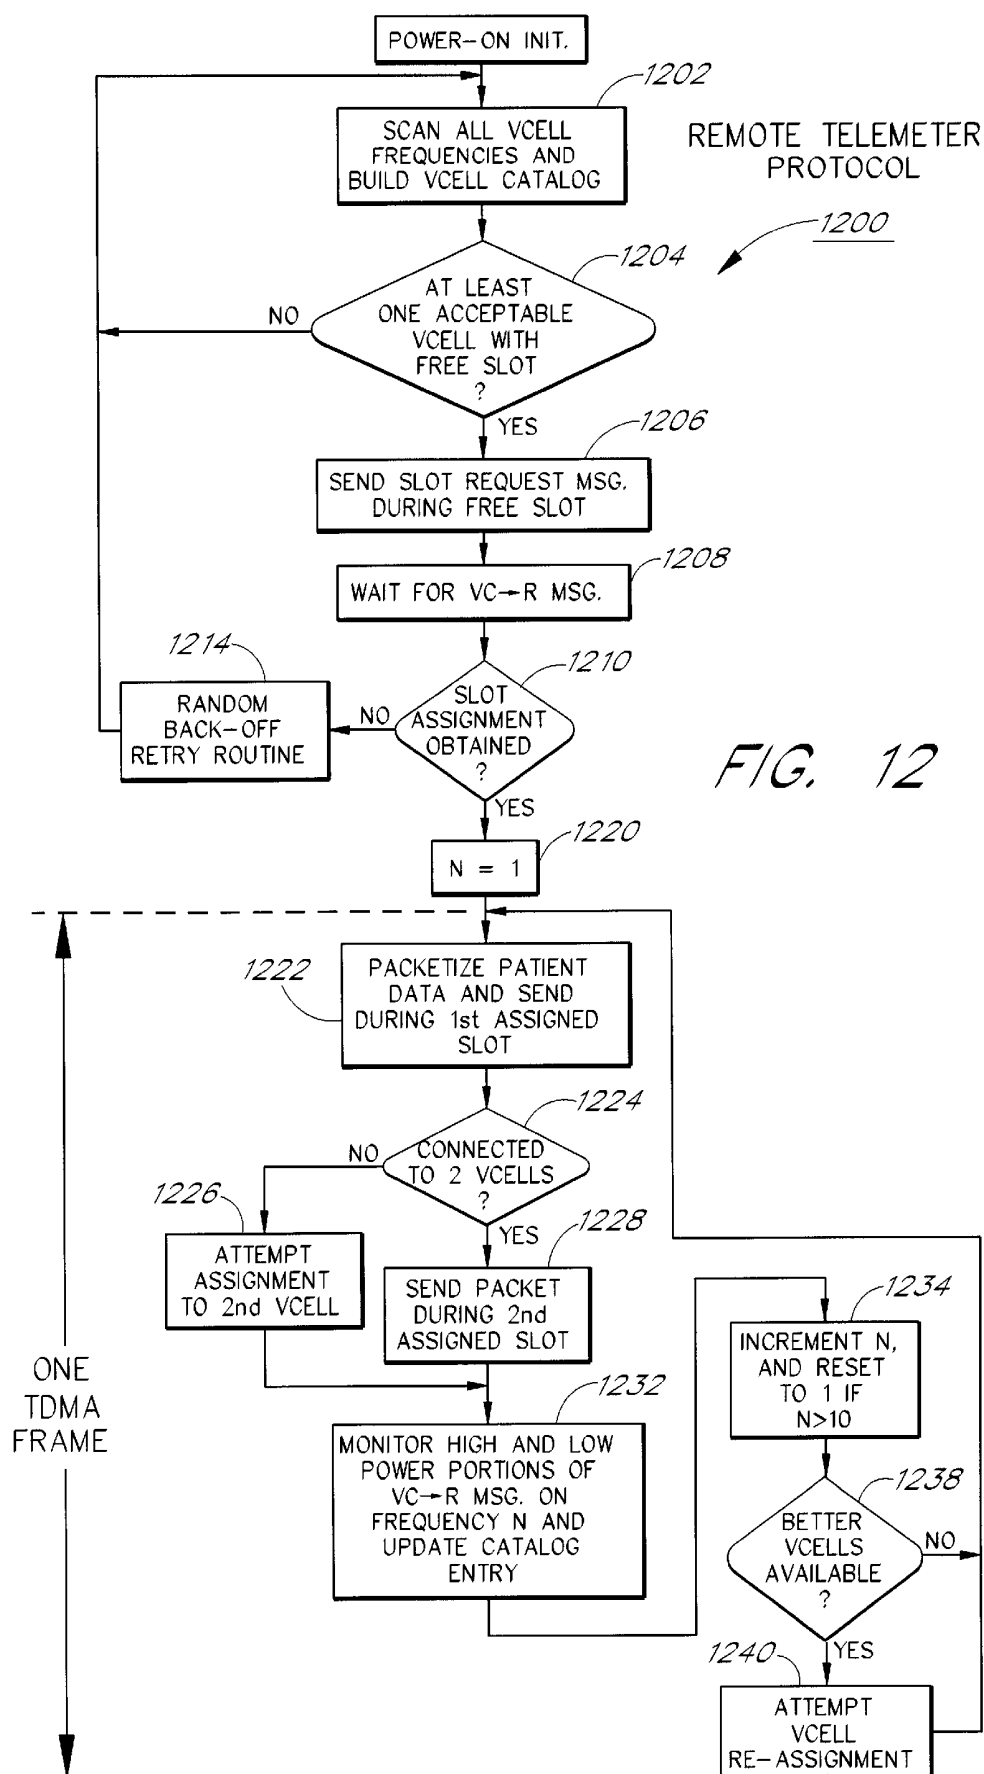 POWER-ON INIT.
1202
SCAN ALL VCELL
FREQUENCIES AND
BUILD VCELL CATALOG
REMOTE TELEMETER
PROTOCOL
1200
1204
AT LEAST
ONE ACCEPTABLE
VCELL WITH
FREE SLOT
?
NO
YES
1206
SEND SLOT REQUEST MSG.
DURING FREE SLOT
1208
WAIT FOR VC→R MSG.
1210
SLOT
ASSIGNMENT
OBTAINED
?
NO
1214
RANDOM
BACK-OFF
RETRY ROUTINE
YES
FIG. 12
1220
N = 1
1222
PACKETIZE PATIENT
DATA AND SEND
DURING 1st ASSIGNED
SLOT
1224
CONNECTED
TO 2 VCELLS
?
NO
YES
1226
ATTEMPT
ASSIGNMENT
TO 2nd VCELL
1228
SEND PACKET
DURING 2nd
ASSIGNED SLOT
ONE
TDMA
FRAME
1232
MONITOR HIGH AND LOW
POWER PORTIONS OF
VC→R MSG. ON
FREQUENCY N AND
UPDATE CATALOG
ENTRY
1234
INCREMENT N,
AND RESET
TO 1 IF
N>10
1238
BETTER
VCELLS
AVAILABLE
?
NO
YES
1240
ATTEMPT
VCELL
RE-ASSIGNMENT